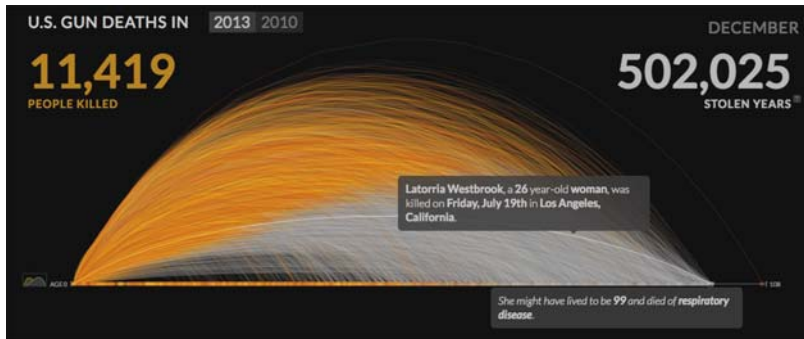 U.S. GUN DEATHS IN 2013 2010
DECEMBER
11,419
PEOPLE KILLED
502,025
STOLEN YEARS
Latorria Westbrook, a 26 year-old woman, was
killed on Friday, July 19th in Los Angeles,
California.
AGE 0
108
She might have lived to be 99 and died of respiratory
disease.